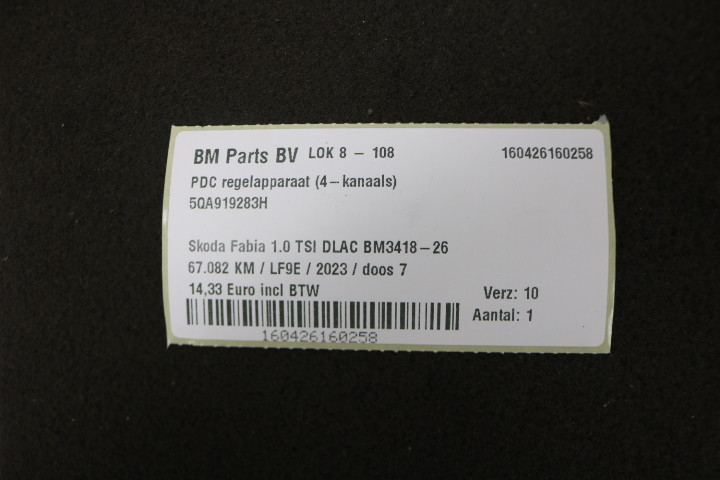 BM Parts BV LOK 8 - 108 160426160258
PDC regelapparaat (4-kanaals)
5QA919283H
Skoda Fabia 1.0 TSI DLAC BM3418-26
67.082 KM / LF9E / 2023 / doos 7
14,33 Euro incl BTW Verz: 10
Aantal: 1
160426160258